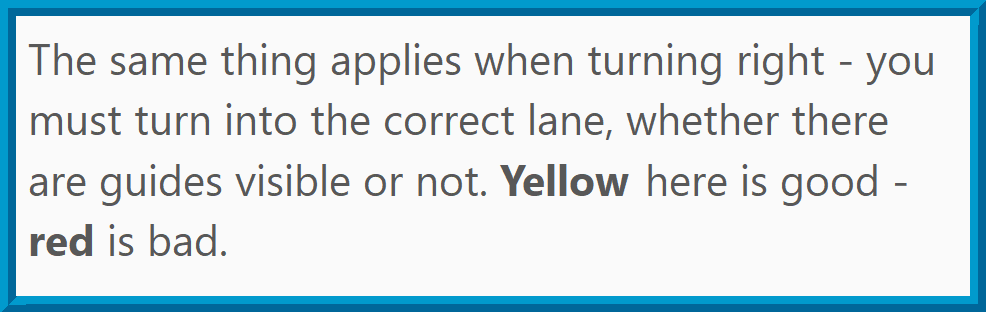 The same thing applies when turning right - you
must turn into the correct lane, whether there
are guides visible or not. Yellow here is good -
red is bad.